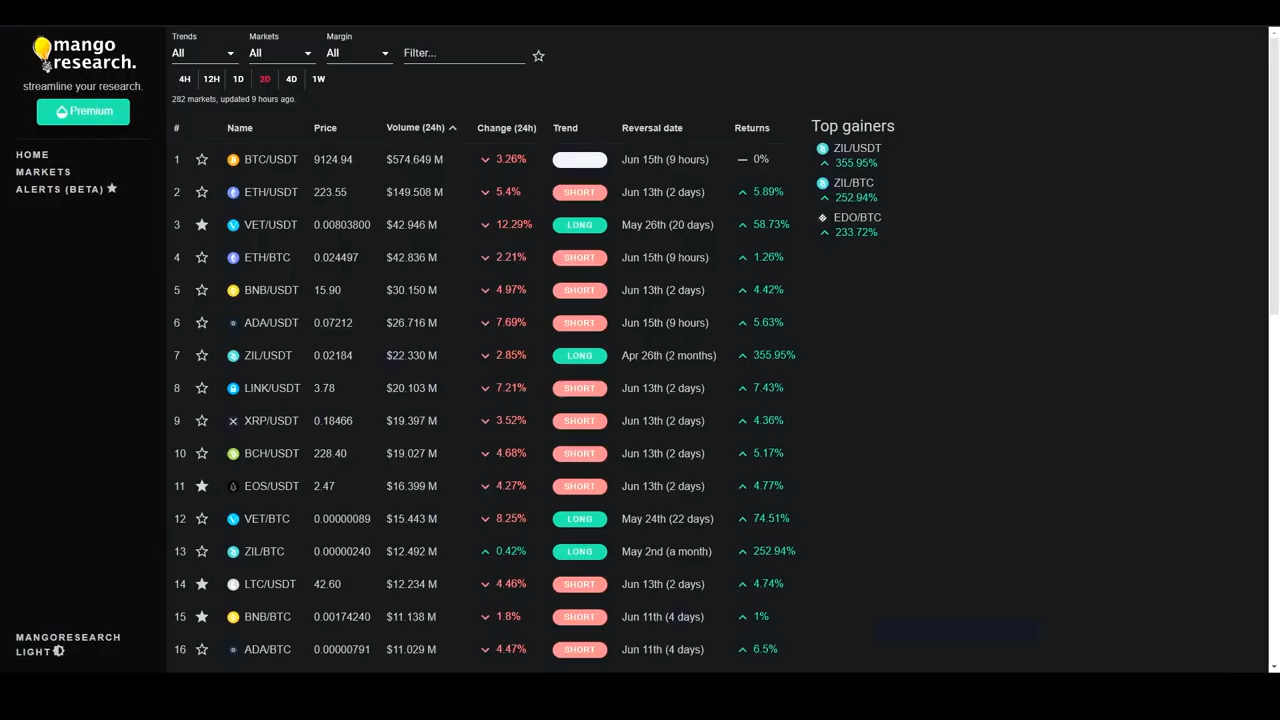 mango
research.
streamline your research.
Premium
HOME
MARKETS
ALERTS (BETA)
MANGORESEARCH
LIGHT
Trends Markets Margin
All All All Filter...
4H 12H 1D 2D 4D 1W
282 markets, updated 9 hours ago.
# Name Price Volume (24h) Change (24h) Trend Reversal date Returns
1 BTC/USDT 9124.94 $574.649 M 3.26% Jun 15th (9 hours) 0%
2 ETH/USDT 223.55 $149.508 M 5.4% SHORT Jun 13th (2 days) 5.89%
3 VET/USDT 0.00803800 $42.946 M 12.29% LONG May 26th (20 days) 58.73%
4 ETH/BTC 0.024497 $42.836 M 2.21% SHORT Jun 15th (9 hours) 1.26%
5 BNB/USDT 15.90 $30.150 M 4.97% SHORT Jun 13th (2 days) 4.42%
6 ADA/USDT 0.07212 $26.716 M 7.69% SHORT Jun 15th (9 hours) 5.63%
7 ZIL/USDT 0.02184 $22.330 M 2.85% LONG Apr 26th (2 months) 355.95%
8 LINK/USDT 3.78 $20.103 M 7.21% SHORT Jun 13th (2 days) 7.43%
9 XRP/USDT 0.18466 $19.397 M 3.52% SHORT Jun 13th (2 days) 4.36%
10 BCH/USDT 228.40 $19.027 M 4.68% SHORT Jun 13th (2 days) 5.17%
11 EOS/USDT 2.47 $16.399 M 4.27% SHORT Jun 13th (2 days) 4.77%
12 VET/BTC 0.00000089 $15.443 M 8.25% LONG May 24th (22 days) 74.51%
13 ZIL/BTC 0.00000240 $12.492 M 0.42% LONG May 2nd (a month) 252.94%
14 LTC/USDT 42.60 $12.234 M 4.46% SHORT Jun 13th (2 days) 4.74%
15 BNB/BTC 0.00174240 $11.138 M 1.8% SHORT Jun 11th (4 days) 1%
16 ADA/BTC 0.00000791 $11.029 M 4.47% SHORT Jun 11th (4 days) 6.5%
Top gainers
ZIL/USDT
355.95%
ZIL/BTC
252.94%
EDO/BTC
233.72%